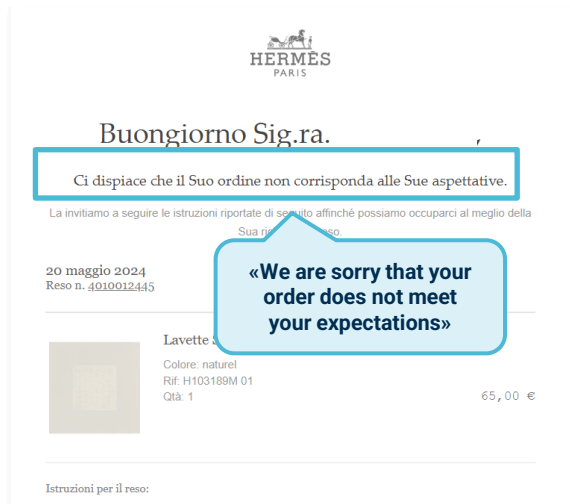 HERMÈS
PARIS
Buongiorno Sig.ra. ,
Ci dispiace che il Suo ordine non corrisponda alle Sue aspettative.
La invitiamo a seguire le istruzioni riportate di seguito affinché possiamo occuparci al meglio della
Sua
20 maggio 2024
Reso n. 4010012445
«We are sorry that your
order does not meet
your expectations»
Lavette
Colore: naturel
Rif: H103189M 01
Qtà: 1
65,00 €
Istruzioni per il reso: